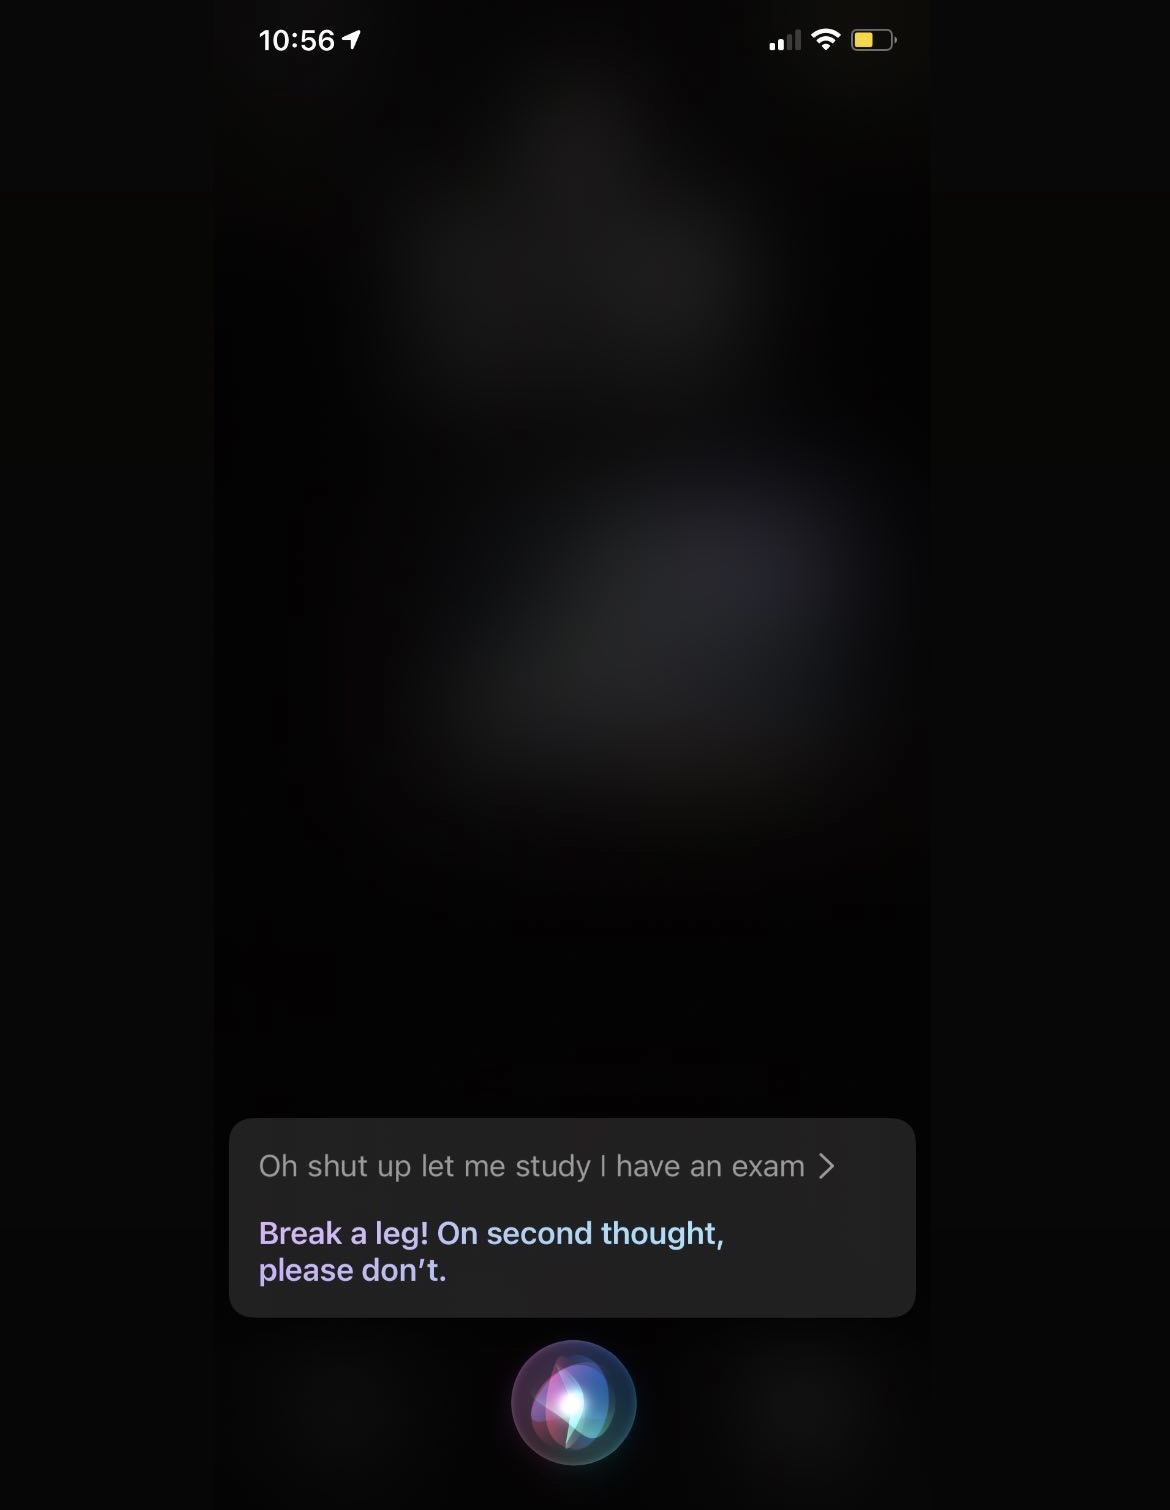 10:56
Oh shut up let me study I have an exam
Break a leg! On second thought,
please don’t.